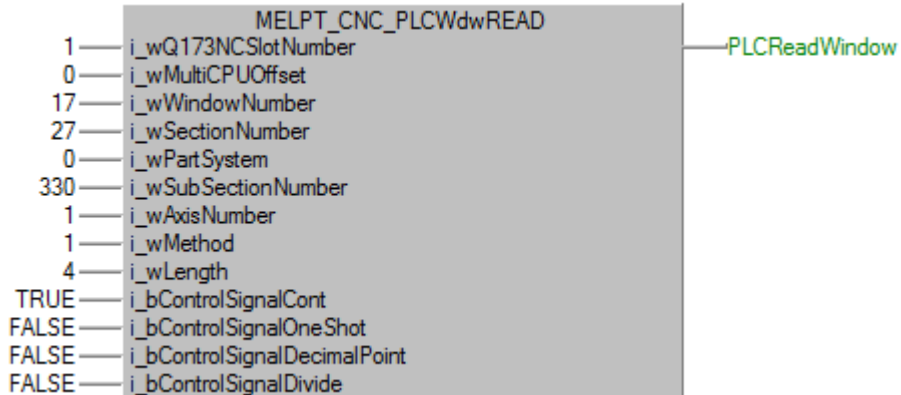 MELPT_CNC_PLCWdwREAD
1 i_wQ173NCSlotNumber PLCReadWindow
0 i_wMultiCPUOffset
17 i_wWindowNumber
27 i_wSectionNumber
0 i_wPartSystem
330 i_wSubSectionNumber
1 i_wAxisNumber
1 i_wMethod
4 i_wLength
TRUE i_bControlSignalCont
FALSE i_bControlSignalOneShot
FALSE i_bControlSignalDecimalPoint
FALSE i_bControlSignalDivide